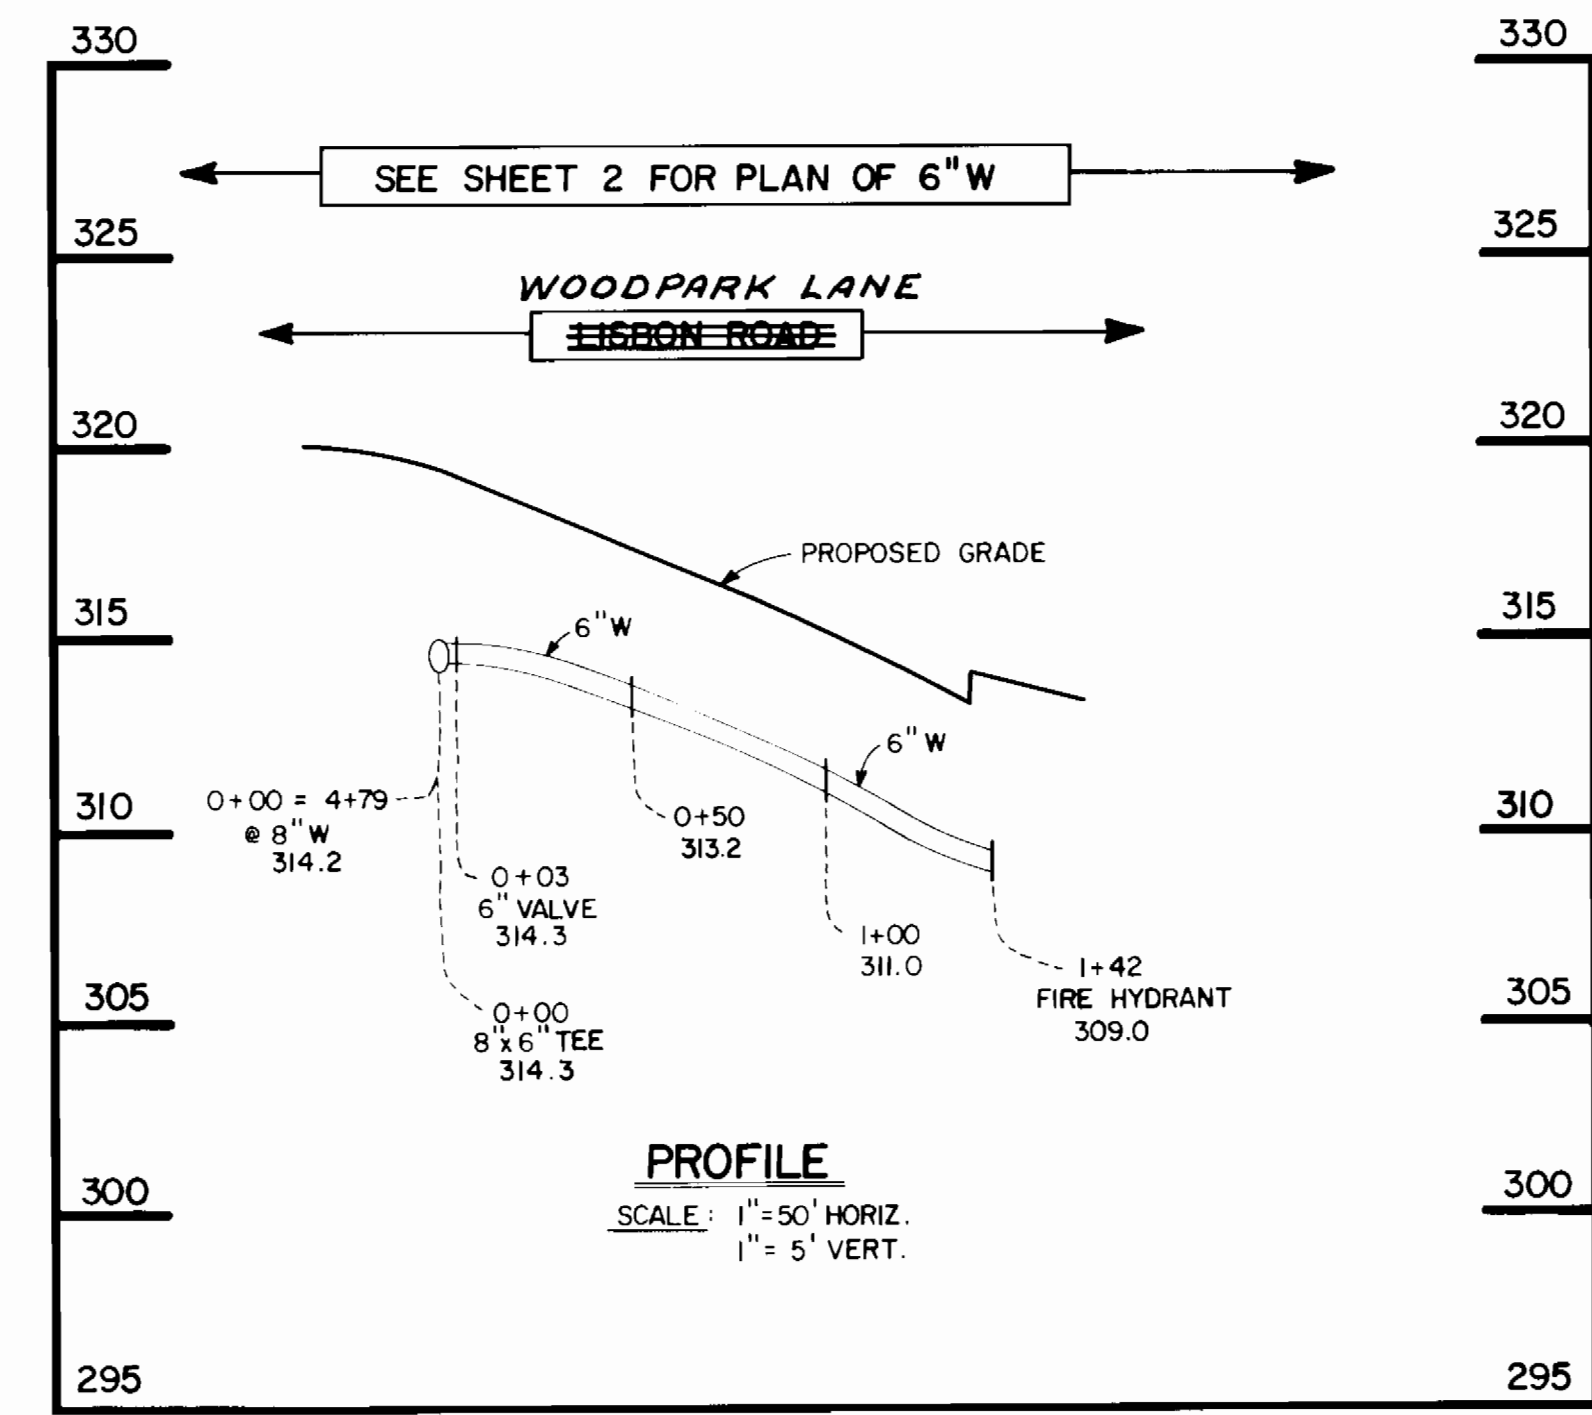 330
330
SEE SHEET 2 FOR PLAN OF 6"W
325
325
WOODPARK LANE
LISBON ROAD
320
320
PROPOSED GRADE
315
315
6"W
6"W
310
310
0+00 = 4+79
@ 8"W
314.2
0+50
313.2
0+03
6" VALVE
314.3
1+00
311.0
1+42
FIRE HYDRANT
309.0
305
305
0+00
8"x6" TEE
314.3
PROFILE
300
300
SCALE: 1"=50' HORIZ.
1"= 5' VERT.
295
295